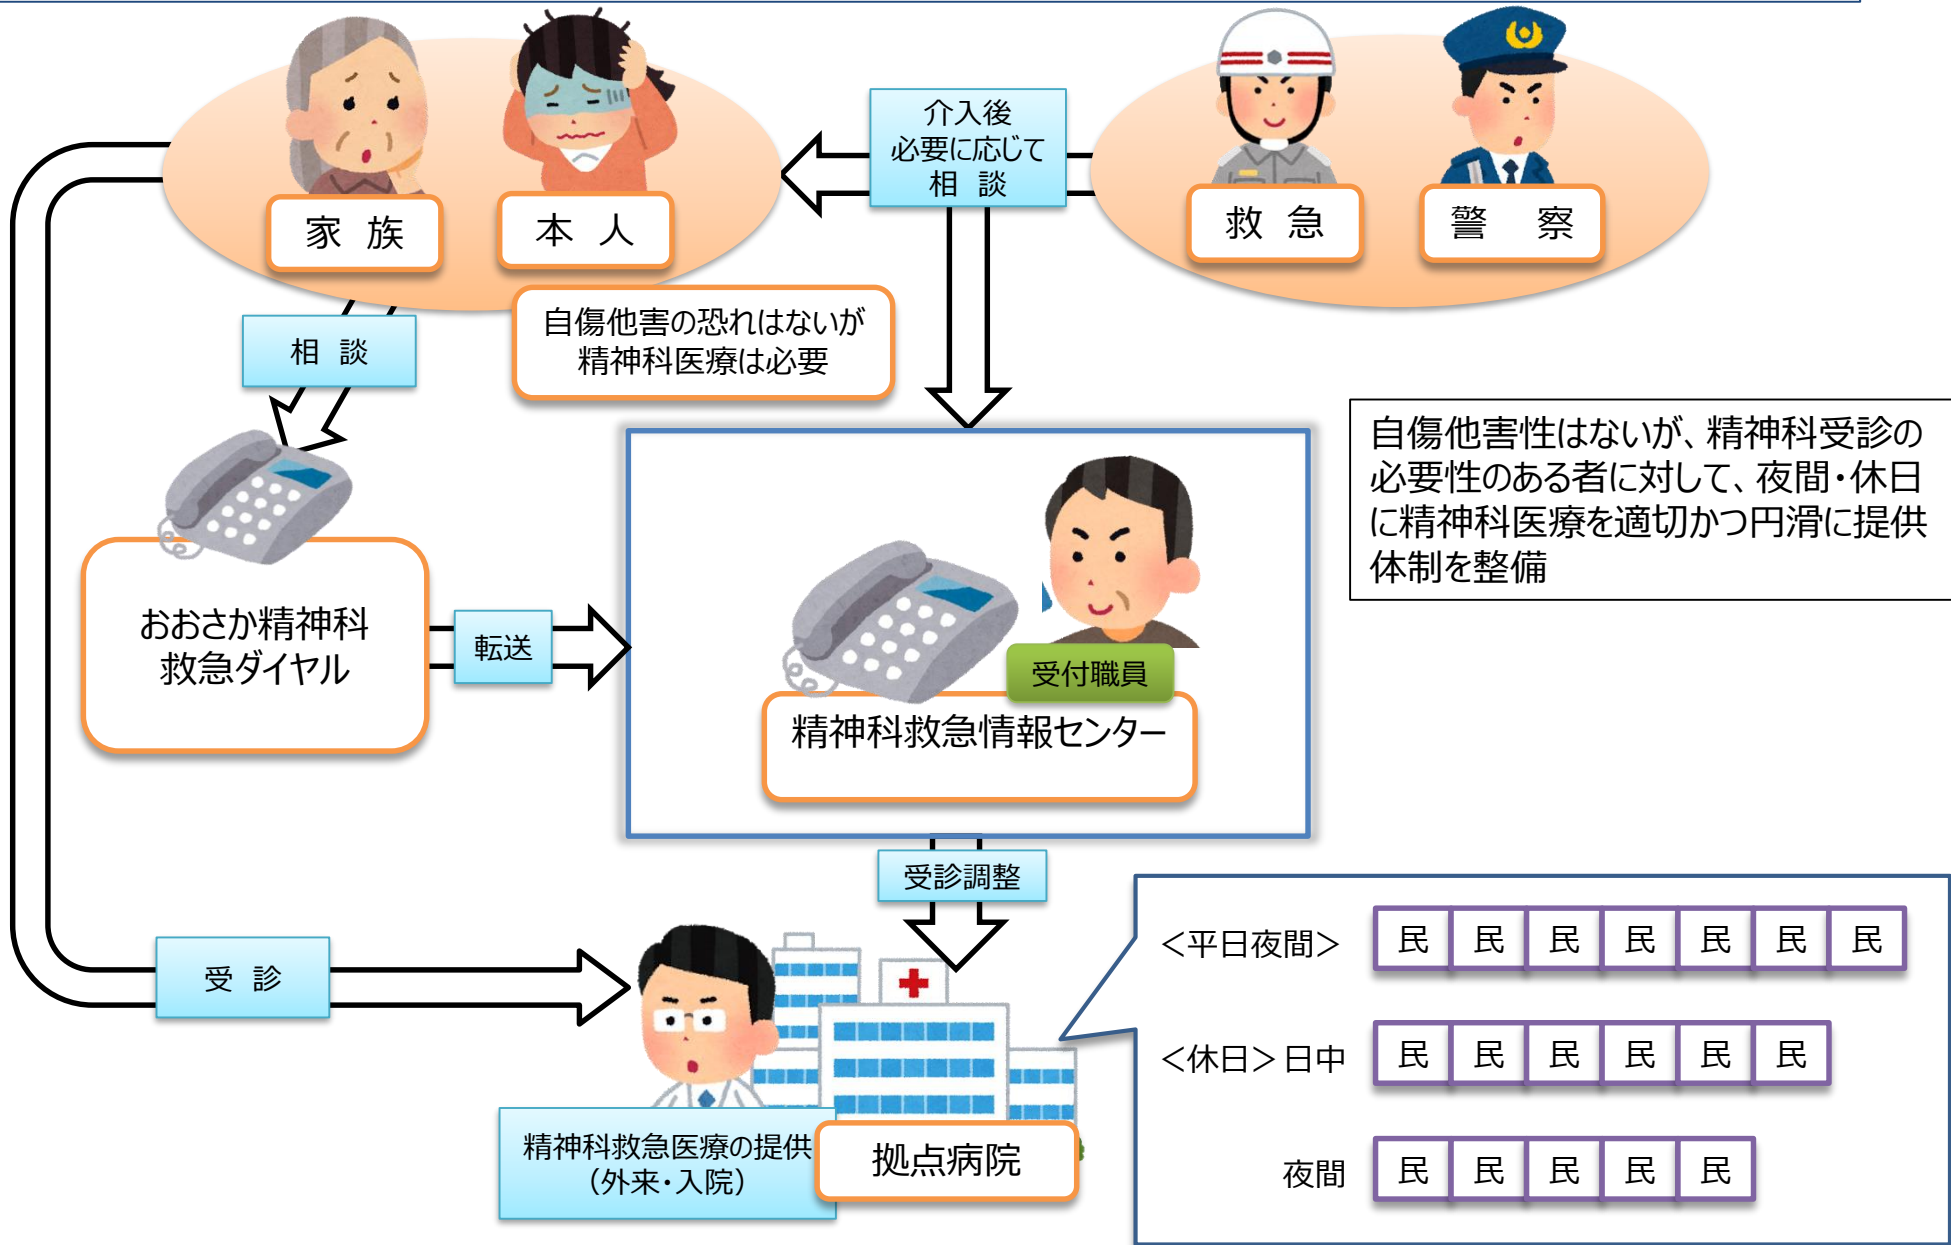 家 族
本 人
介入後
必要に応じて
相 談
救 急
警 察
自傷他害の恐れはないが
精神科医療は必要
相 談
自傷他害性はないが、精神科受診の
必要性のある者に対して、夜間・休日
に精神科医療を適切かつ円滑に提供
体制を整備
おおさか精神科
救急ダイヤル
転送
受付職員
精神科救急情報センター
受診調整
受 診
精神科救急医療の提供
（外来・入院）
拠点病院
＜平日夜間＞ 民 民 民 民 民 民 民
＜休日＞日中 民 民 民 民 民 民
夜間 民 民 民 民 民